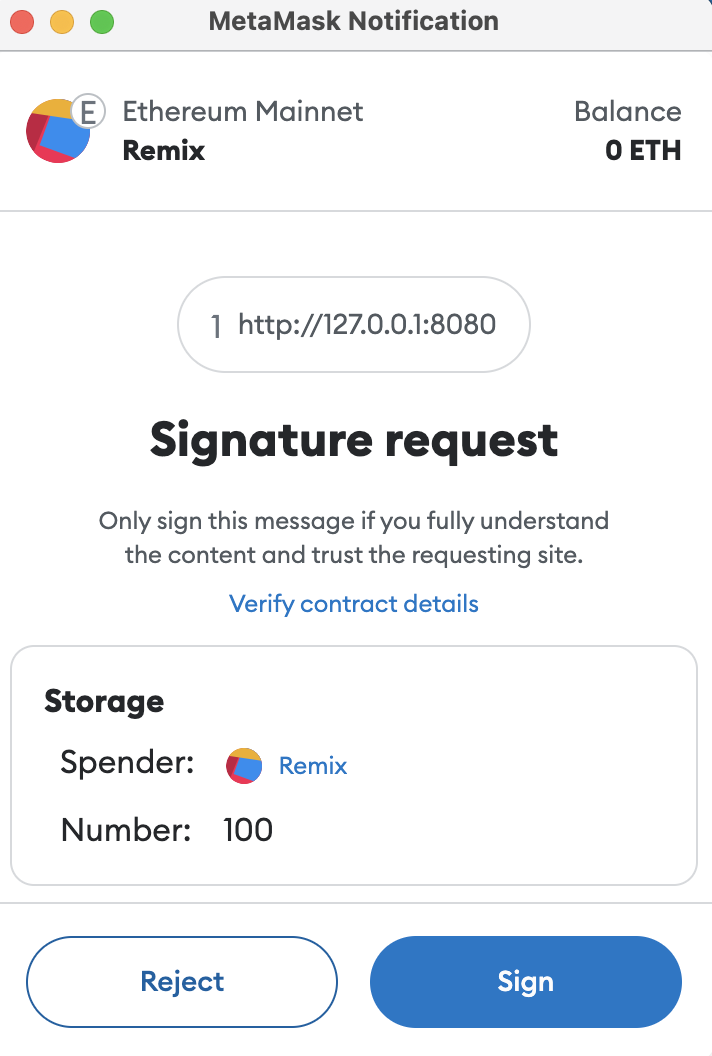 MetaMask Notification
E Ethereum Mainnet Balance
Remix 0 ETH
1 http://127.0.0.1:8080
Signature request
Only sign this message if you fully understand
the content and trust the requesting site.
Verify contract details
Storage
Spender: Remix
Number: 100
Reject Sign